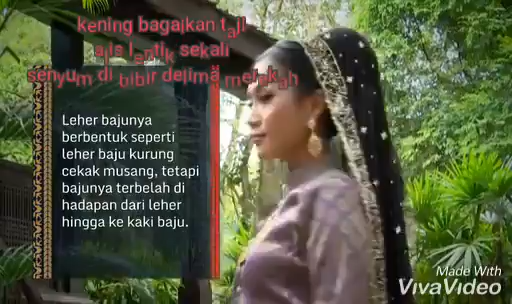 kening bagaikan taji
alis lentik sekali
senyum di bibir delima merekah
Leher bajunya
berbentuk seperti
leher baju kurung
cekak musang, tetapi
bajunya terbelah di
hadapan dari leher
hingga ke kaki baju.
Made With
VivaVideo